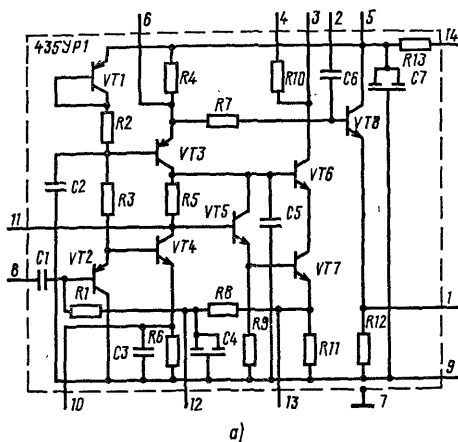 6 4 3 2 5
435УР1 14
VT1 R4 R10 C6 R13 C7
R2 R7 VT8
VT3
C2 VT6
R3 R5 VT5 C5
11
C1 VT2 VT4 VT7
8
R1 R8 1
R6 R9 R11 R12
C3 C4
9
10 12 13 7
а)